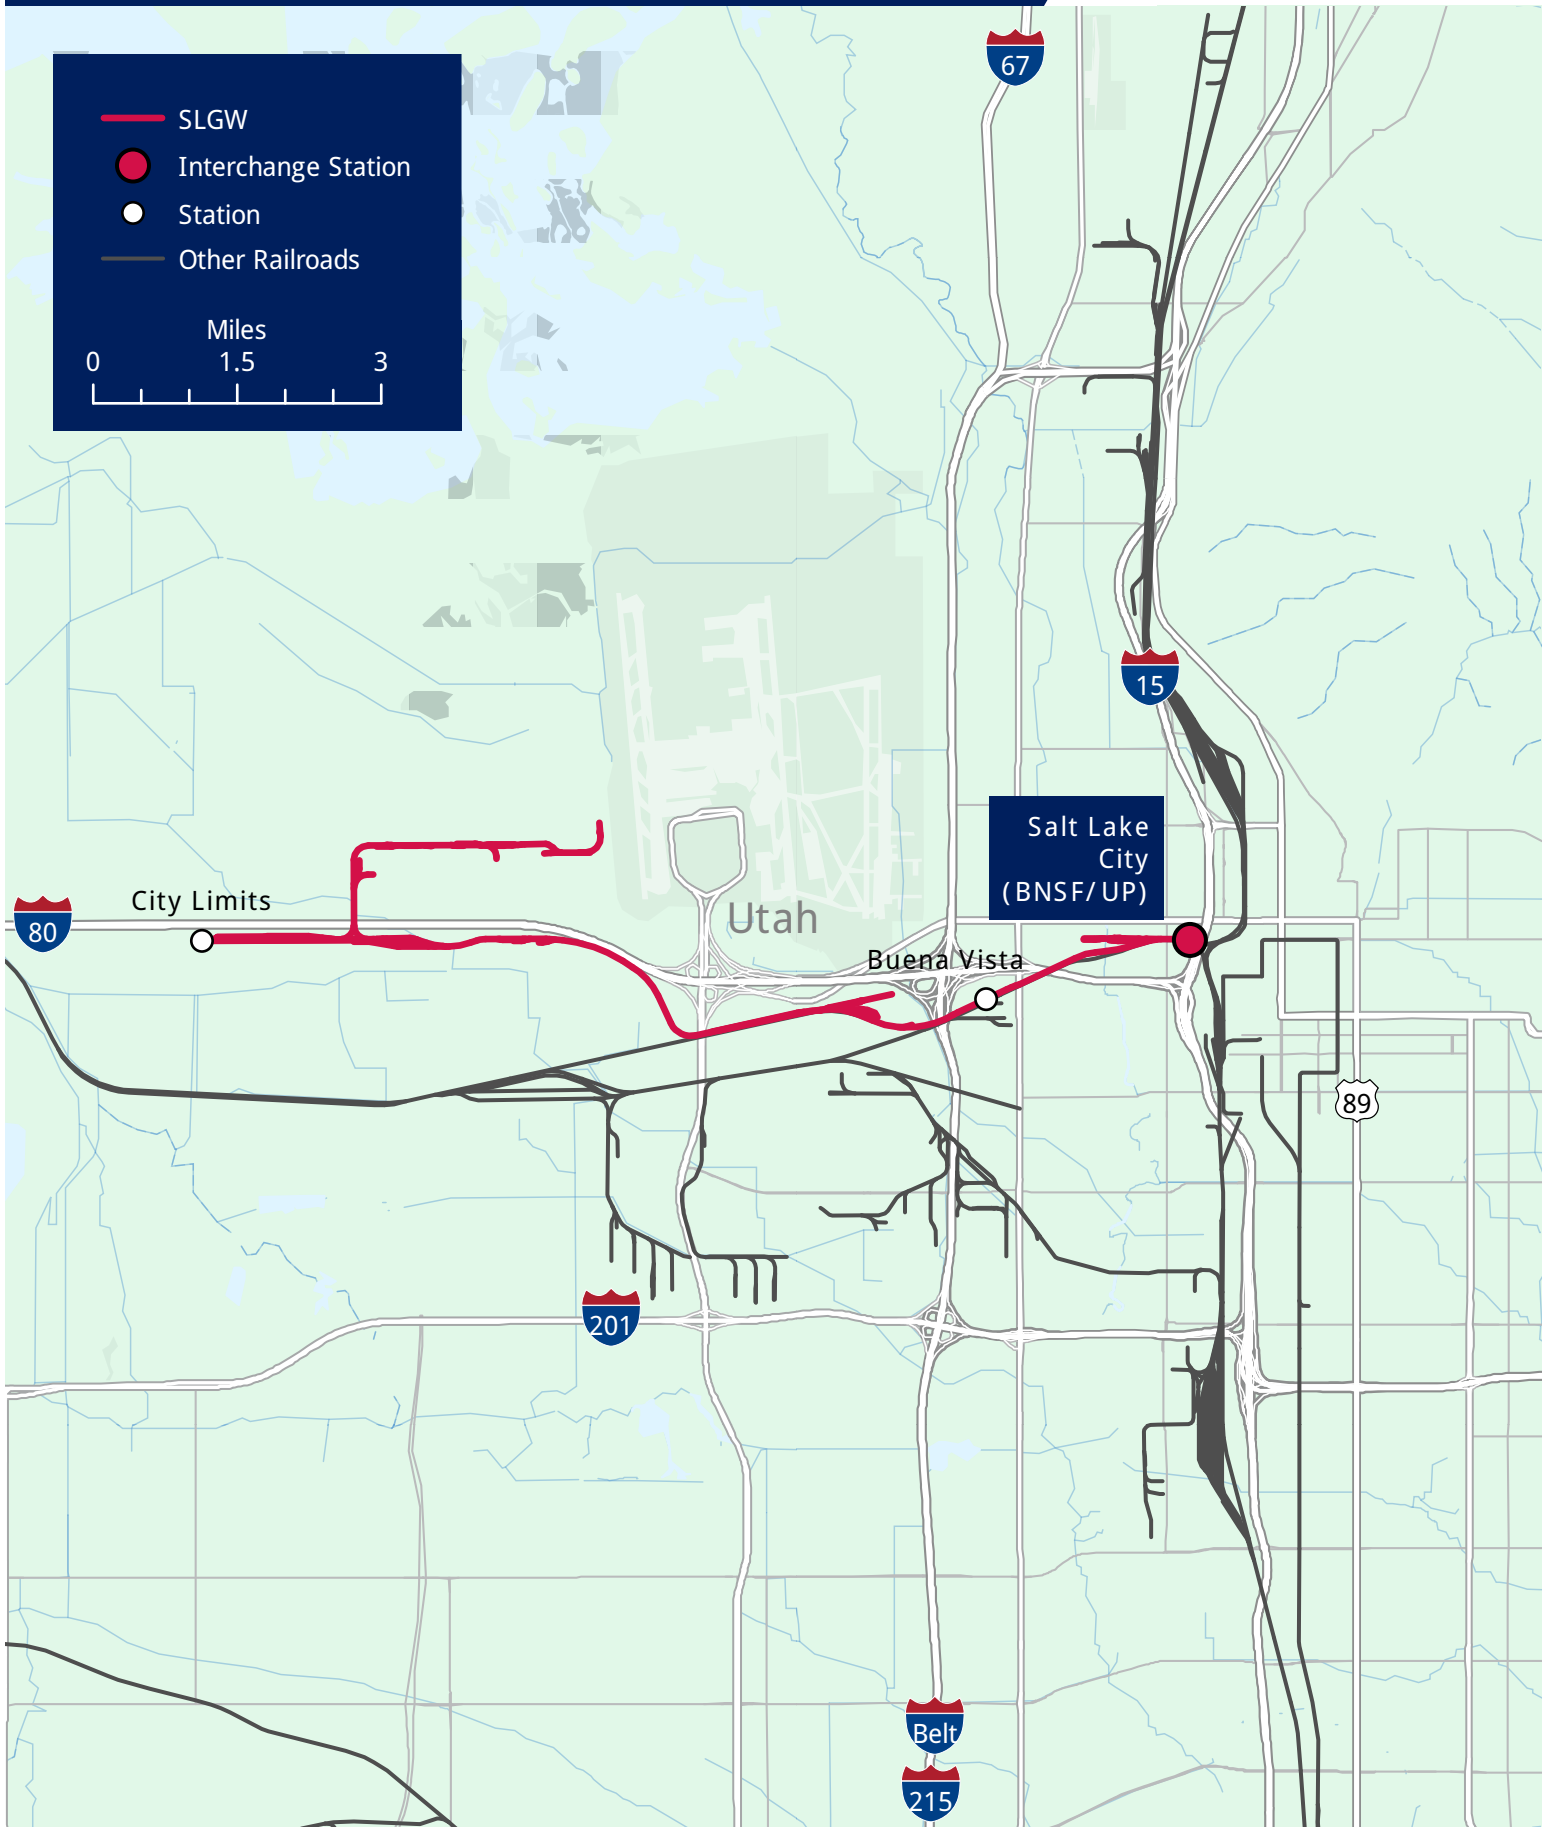 67
SLGW
Interchange Station
Station
Other Railroads
Miles
0 1.5 3
15
Salt Lake
City
(BNSF/UP)
City Limits
80
Utah
Buena Vista
89
201
Belt
215